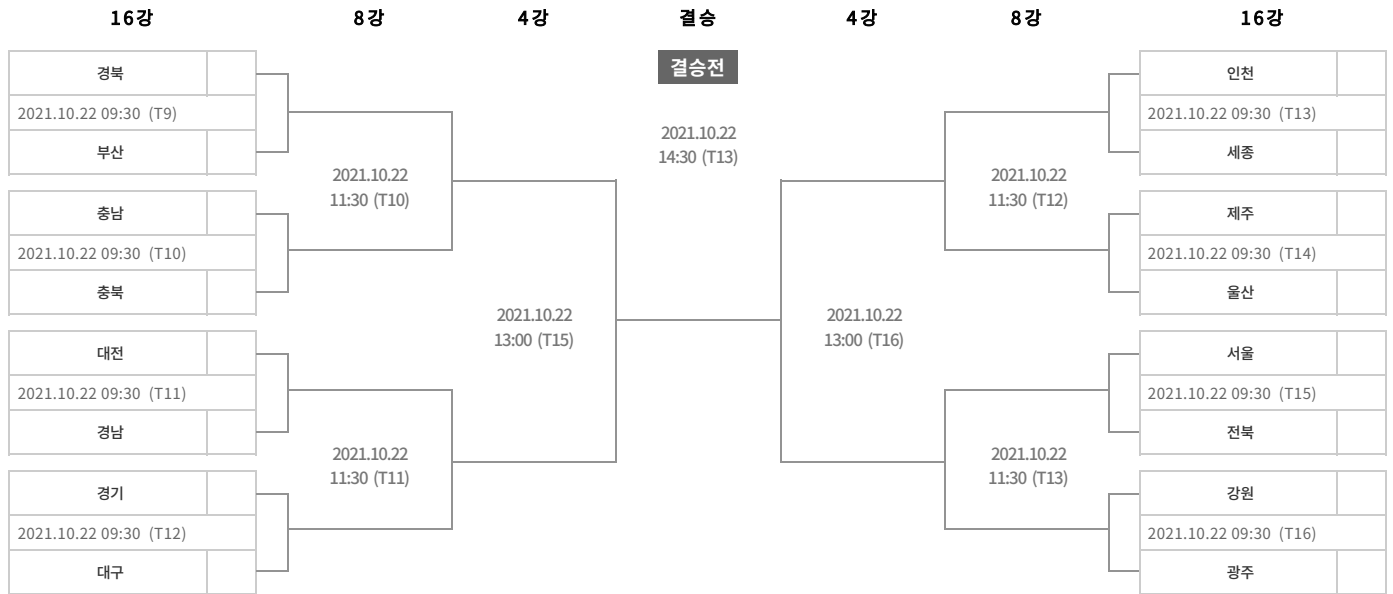 16강 8강 4강 결승 4강 8강 16강
결승전
경북
2021.10.22 09:30 (T9)
부산
충남
2021.10.22 09:30 (T10)
충북
대전
2021.10.22 09:30 (T11)
경남
경기
2021.10.22 09:30 (T12)
대구
2021.10.22
11:30 (T10)
2021.10.22
11:30 (T11)
2021.10.22
13:00 (T15)
2021.10.22
14:30 (T13)
2021.10.22
13:00 (T16)
2021.10.22
11:30 (T12)
2021.10.22
11:30 (T13)
인천
2021.10.22 09:30 (T13)
세종
제주
2021.10.22 09:30 (T14)
울산
서울
2021.10.22 09:30 (T15)
전북
강원
2021.10.22 09:30 (T16)
광주